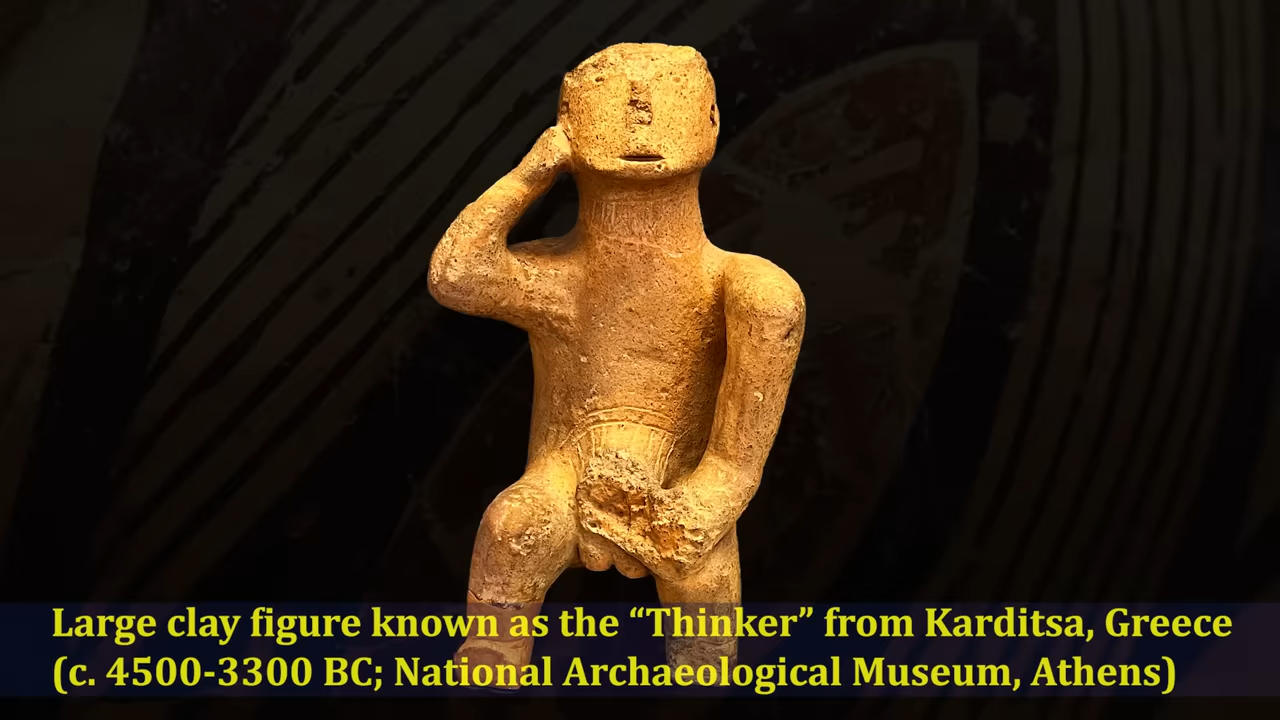 Large clay figure known as the “Thinker” from Karditsa, Greece
(c. 4500-3300 BC; National Archaeological Museum, Athens)